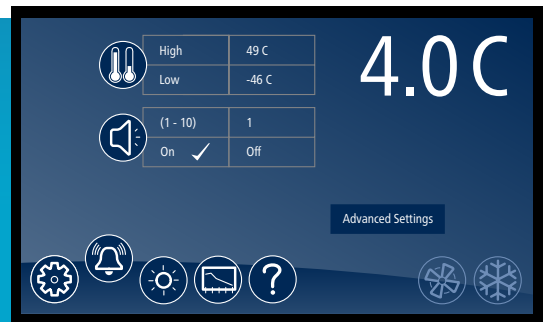 High 49 C
Low -46 C
4.0 C
(1 - 10) 1
On Off
Advanced Settings
?